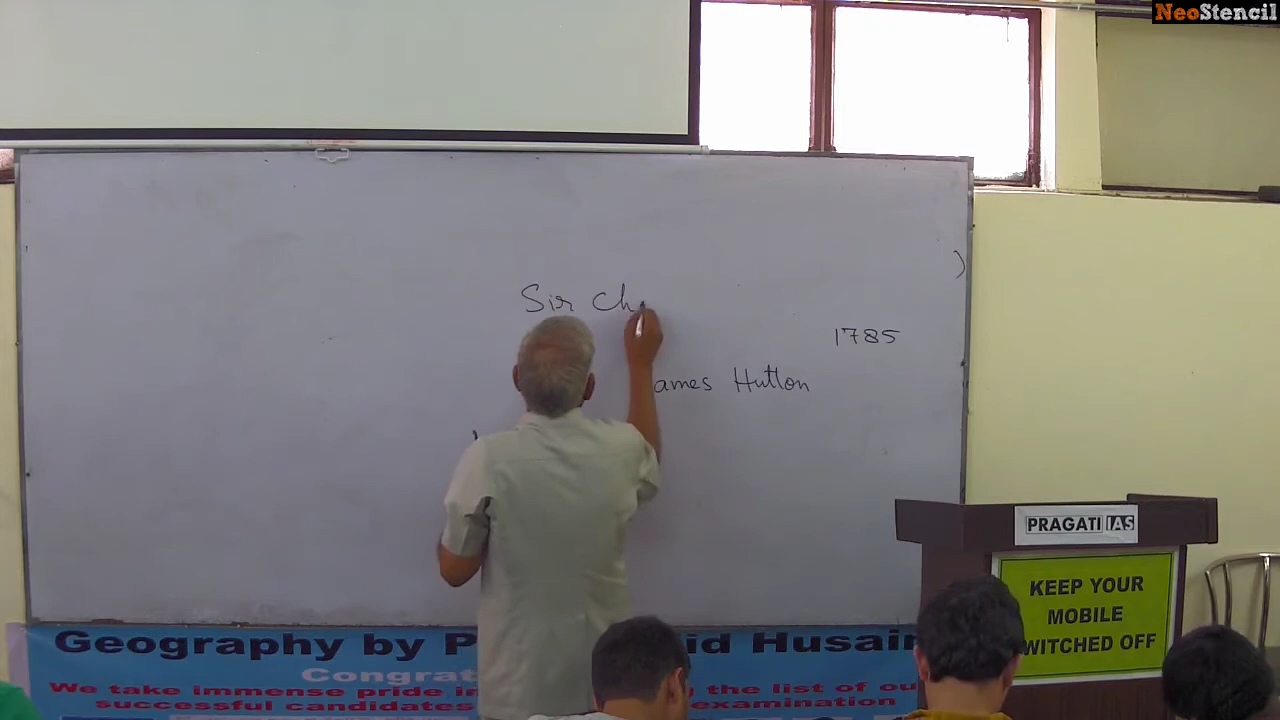 NeoStencil
Sir Ch
1785
ames Hutton
PRAGATI IAS
KEEP YOUR
MOBILE
WITCHED OFF
Geography by P id Husain
Congrat
We take immense pride in g the list of ou
successful candidates examination